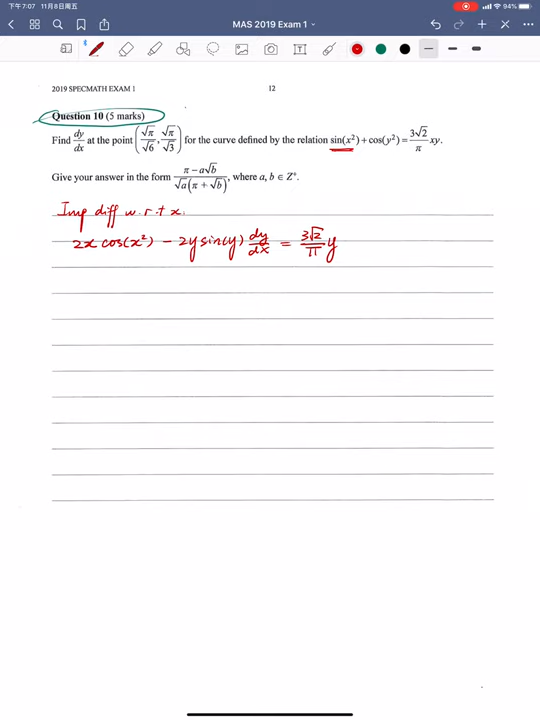 下午7:07 11月8日周五
94%
MAS 2019 Exam 1
2019 SPECMATH EXAM 1
12
Question 10 (5 marks)
Find dy/dx at the point (√π/√6, √π/√3) for the curve defined by the relation sin(x²) + cos(y²) = 3√2/π xy.
Give your answer in the form π − a√b / √a(π + √b), where a, b ∈ Z⁺.
Imp diff w.r.t x.
2x cos(x²) − 2y sin(y) dy/dx = 3√2/π y